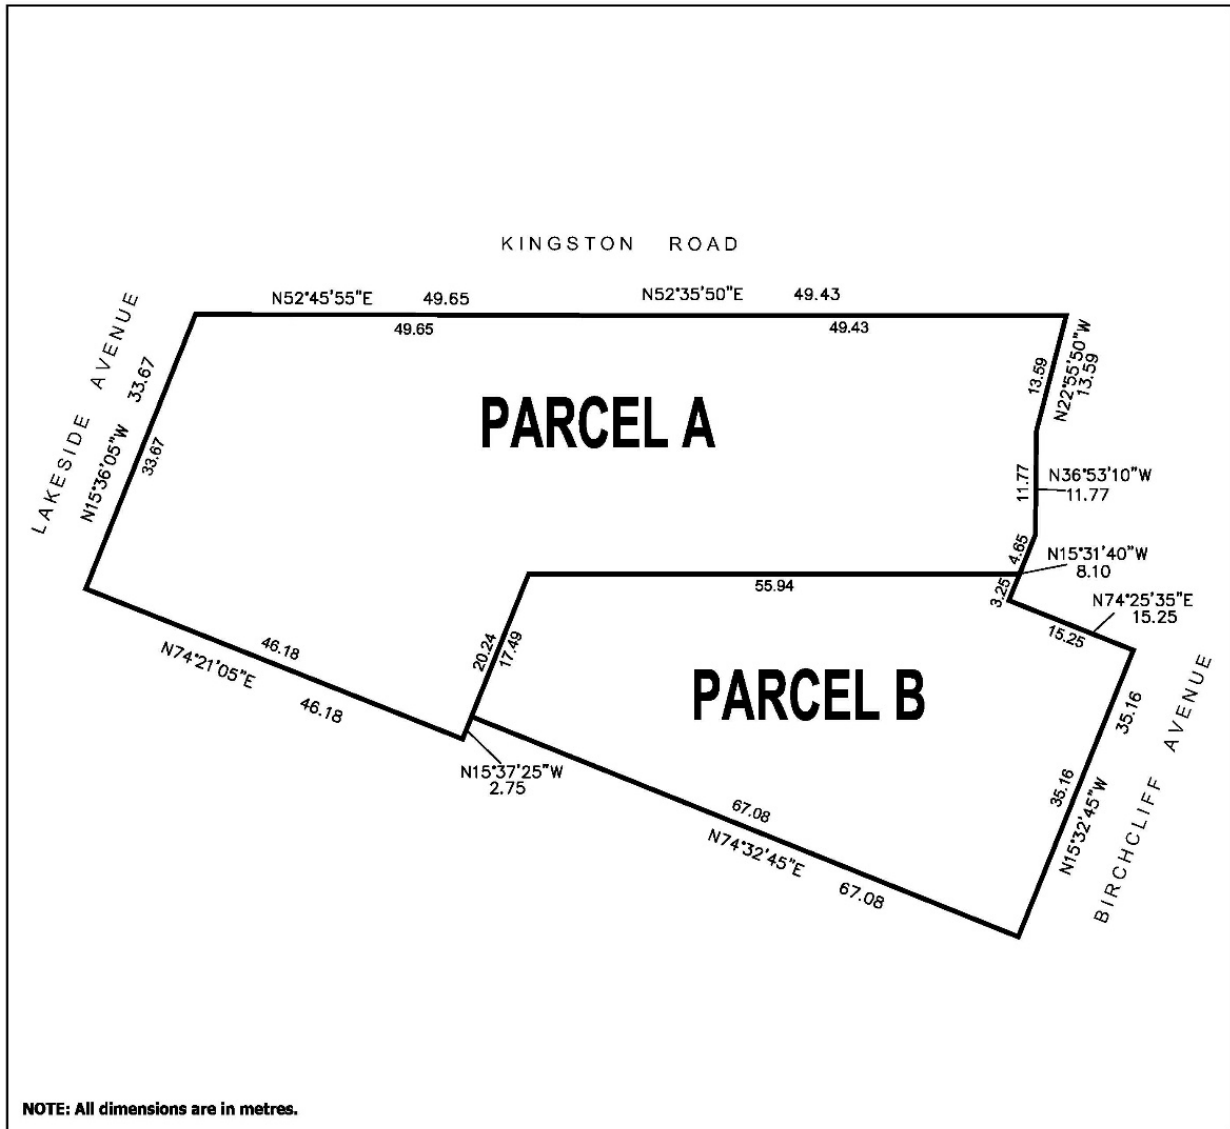 KINGSTON ROAD
N52°45'55"E 49.65
N52°35'50"E 49.43
49.65
49.43
LAKESIDE AVENUE
N15°36'05"W 33.67
33.67
PARCEL A
13.59
N22°55'50"W
13.59
11.77
N36°53'10"W
11.77
4.65
N15°31'40"W
8.10
3.25
N74°25'35"E
15.25
15.25
55.94
20.24
17.49
46.18
N74°21'05"E 46.18
PARCEL B
N15°37'25"W
2.75
67.08
N74°32'45"E 67.08
35.16
35.16
N15°32'45"W
BIRCHCLIFF AVENUE
NOTE: All dimensions are in metres.